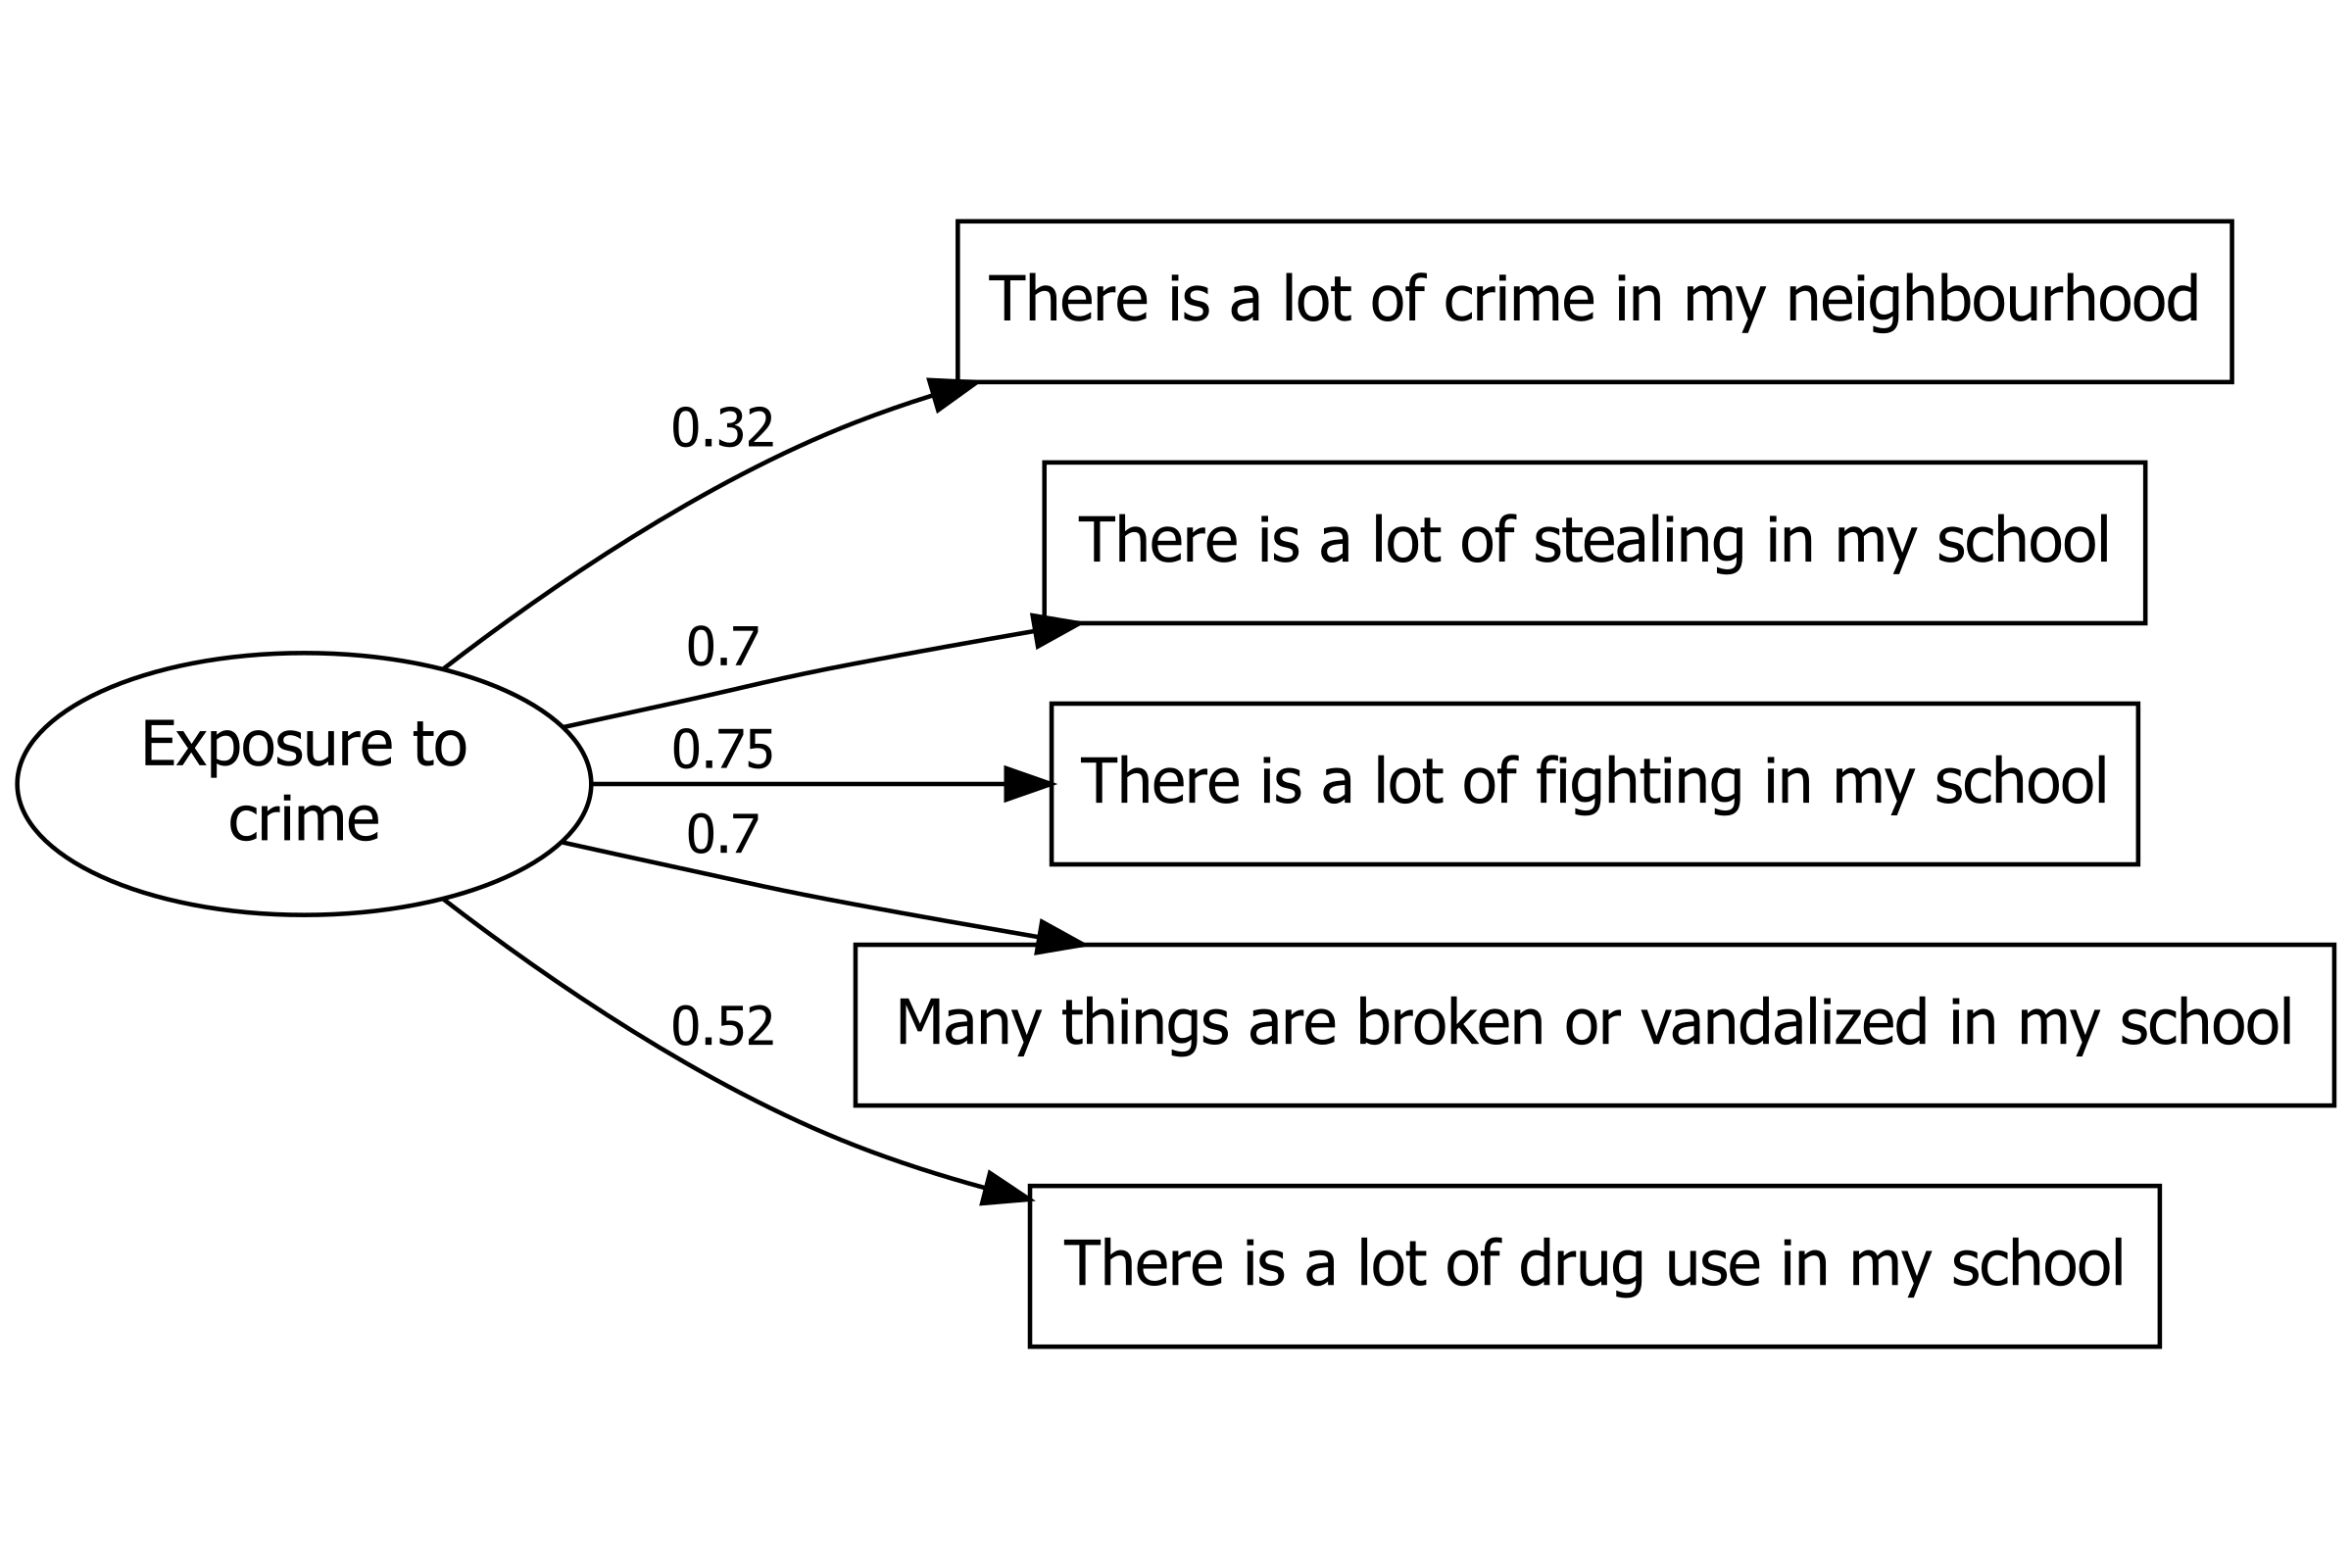 There is a lot of crime in my neighbourhood
0.32
There is a lot of stealing in my school
0.7
Exposure to
crime
0.75
There is a lot of fighting in my school
0.7
Many things are broken or vandalized in my school
0.52
There is a lot of drug use in my school